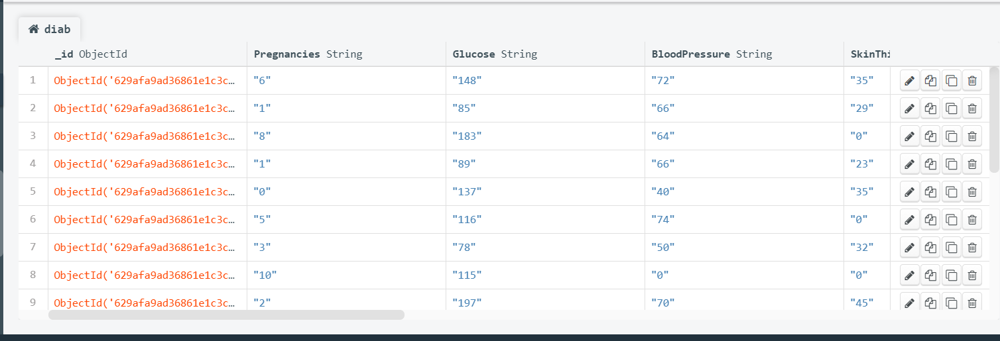 diab
_id ObjectId Pregnancies String Glucose String BloodPressure String SkinThi
1 ObjectId('629afa9ad36861e1c3c… "6" "148" "72" "35"
2 ObjectId('629afa9ad36861e1c3c… "1" "85" "66" "29"
3 ObjectId('629afa9ad36861e1c3c… "8" "183" "64" "0"
4 ObjectId('629afa9ad36861e1c3c… "1" "89" "66" "23"
5 ObjectId('629afa9ad36861e1c3c… "0" "137" "40" "35"
6 ObjectId('629afa9ad36861e1c3c… "5" "116" "74" "0"
7 ObjectId('629afa9ad36861e1c3c… "3" "78" "50" "32"
8 ObjectId('629afa9ad36861e1c3c… "10" "115" "0" "0"
9 ObjectId('629afa9ad36861e1c3c… "2" "197" "70" "45"